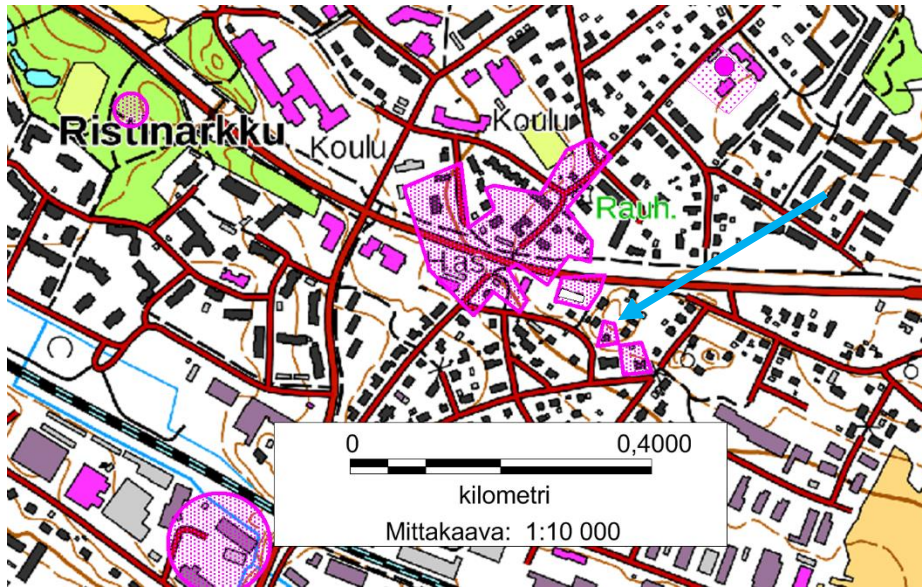 Ristinarkku
Koulu
Koulu
Rauh.
0 0,4000
kilometri
Mittakaava: 1:10 000